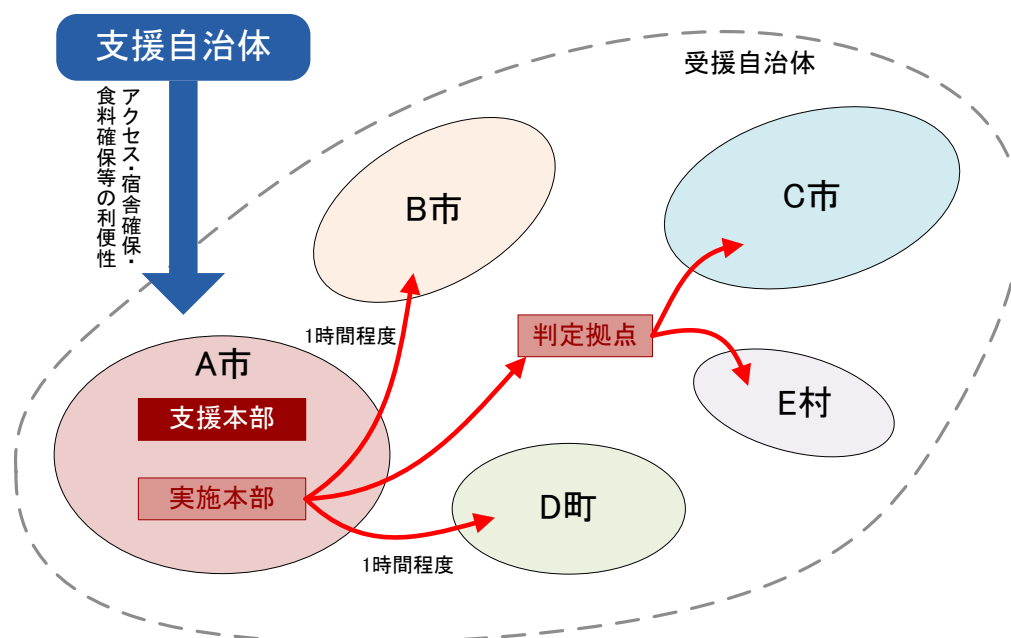 支援自治体
アクセス・宿舎確保・
食料確保等の利便性
受援自治体
B市
C市
1時間程度
判定拠点
A市
支援本部
E村
実施本部
D町
1時間程度